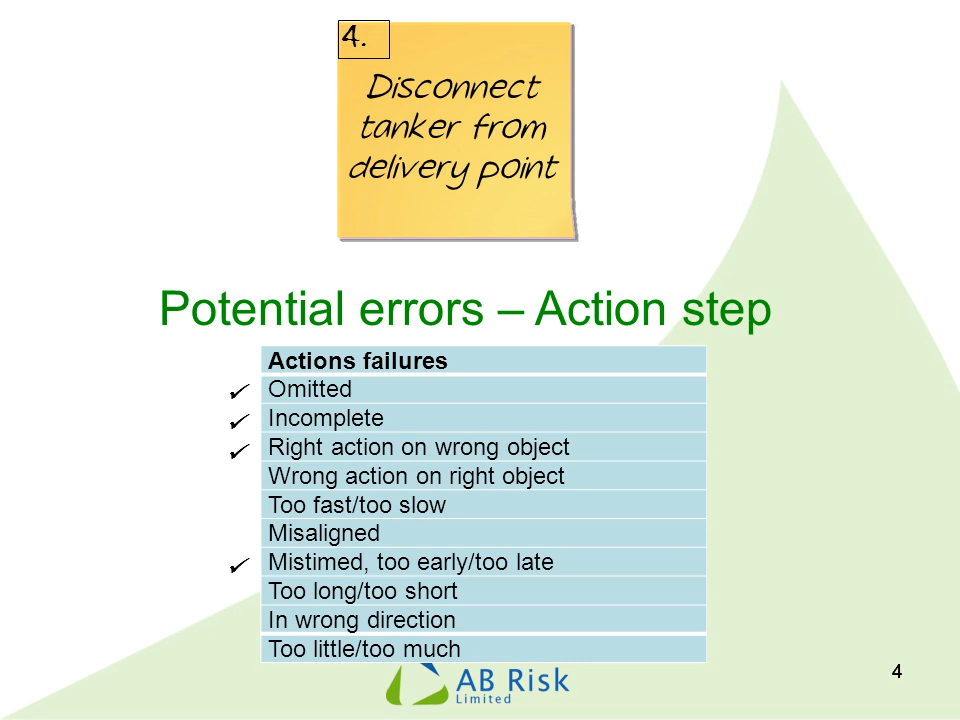 4.
Disconnect
tanker from
delivery point
Potential errors – Action step
Actions failures
✓ Omitted
✓ Incomplete
✓ Right action on wrong object
Wrong action on right object
Too fast/too slow
Misaligned
✓ Mistimed, too early/too late
Too long/too short
In wrong direction
Too little/too much
AB Risk
Limited
4